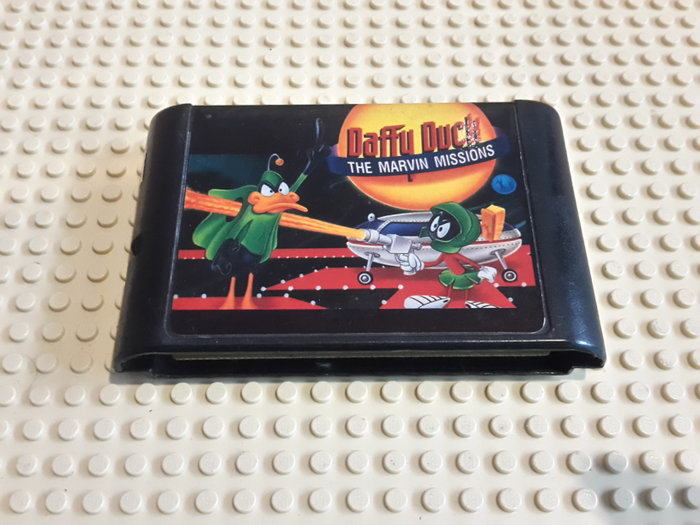 Daffy Duck
THE MARVIN MISSIONS